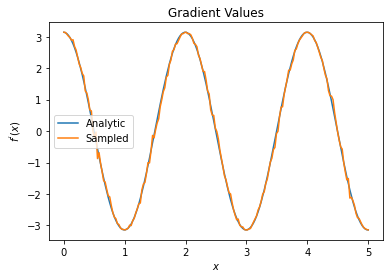 Gradient Values
3
2
1
0
−1
−2
−3
f′(x)
Analytic
Sampled
0 1 2 3 4 5
x